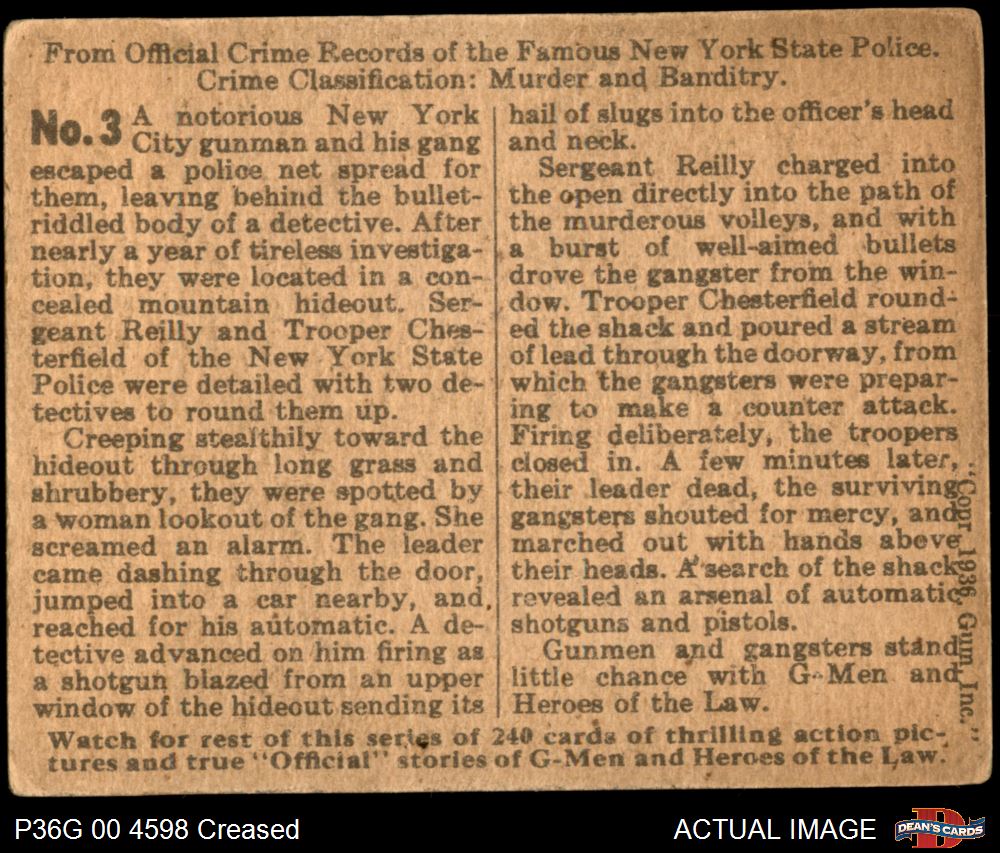 From Official Crime Records of the Famous New York State Police.
Crime Classification: Murder and Banditry.
No. 3 A notorious New York
City gunman and his gang
escaped a police net spread for
them, leaving behind the bullet-
riddled body of a detective. After
nearly a year of tireless investiga-
tion, they were located in a con-
cealed mountain hideout. Ser-
geant Reilly and Trooper Ches-
terfield of the New York State
Police were detailed with two de-
tectives to round them up.
Creeping stealthily toward the
hideout through long grass and
shrubbery, they were spotted by
a woman lookout of the gang. She
screamed an alarm. The leader
came dashing through the door,
jumped into a car nearby, and
reached for his automatic. A de-
tective advanced on him firing as
a shotgun blazed from an upper
window of the hideout sending its
hail of slugs into the officer's head
and neck.
Sergeant Reilly charged into
the open directly into the path of
the murderous volleys, and with
a burst of well-aimed bullets
drove the gangster from the win-
dow. Trooper Chesterfield round-
ed the shack and poured a stream
of lead through the doorway, from
which the gangsters were prepar-
ing to make a counter attack.
Firing deliberately, the troopers
closed in. A few minutes later,
their leader dead, the surviving
gangsters shouted for mercy, and
marched out with hands above
their heads. A search of the shack
revealed an arsenal of automatic
shotguns and pistols.
Gunmen and gangsters stand
little chance with G-Men and
Heroes of the Law.
"Copr. 1936, Gum, Inc."
Watch for rest of this series of 240 cards of thrilling action pic-
tures and true "Official" stories of G-Men and Heroes of the Law.
P36G 00 4598 Creased
ACTUAL IMAGE
D
DEAN'S CARDS